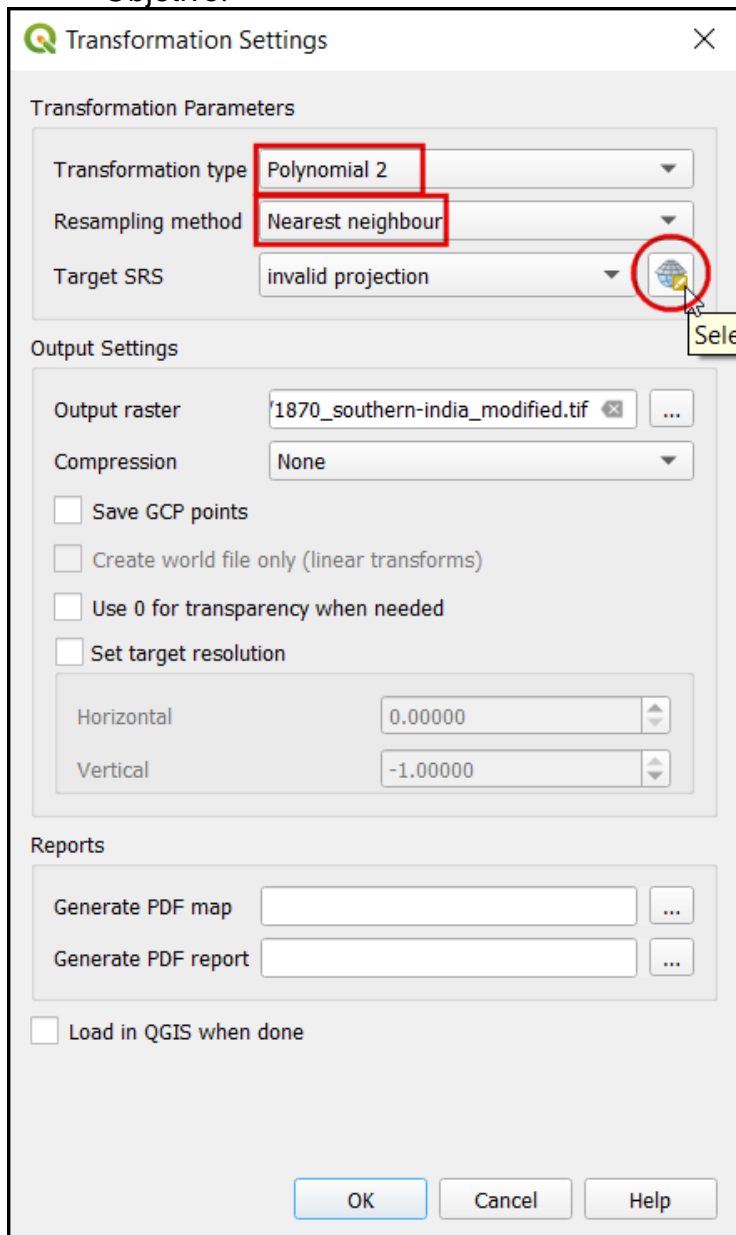 Objetivo:
Transformation Settings
Transformation Parameters
Transformation type Polynomial 2
Resampling method Nearest neighbour
Target SRS invalid projection
Sele
Output Settings
Output raster /1870_southern-india_modified.tif ...
Compression None
Save GCP points
Create world file only (linear transforms)
Use 0 for transparency when needed
Set target resolution
Horizontal 0.00000
Vertical -1.00000
Reports
Generate PDF map ...
Generate PDF report ...
Load in QGIS when done
OK Cancel Help